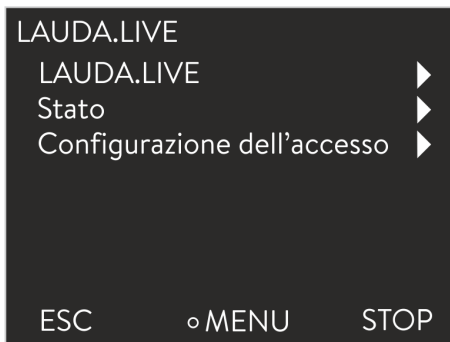 LAUDA.LIVE
LAUDA.LIVE
Stato
Configurazione dell’accesso
ESC MENU STOP